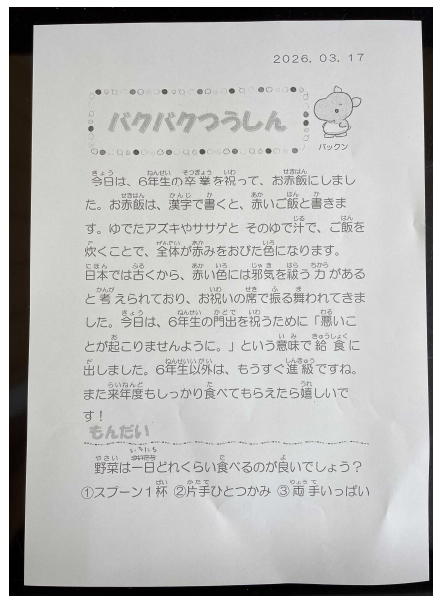 2026. 03. 17
バクバクつうしん
バックン
今日は、6年生の卒業を祝って、お赤飯にしまし
た。お赤飯は、漢字で書くと、赤いご飯と書きま
す。ゆでたアズキやササゲと そのゆで汁で、ご飯を
炊くことで、全体が赤みをおびた色になります。
日本では古くから、赤い色には邪気を祓う力がある
と考えられており、お祝いの席で振る舞われてきま
した。今日は、6年生の門出を祝うために「悪いこ
とが起こりませんように。」という意味で給食に
出しました。6年生以外は、もうすぐ進級ですね。
また来年度もしっかり食べてもらえたら嬉しいで
す!
もんだい
野菜は一日どれくらい食べるのが良いでしょう?
①スプーン1杯 ②片手ひとつかみ ③両手いっぱい